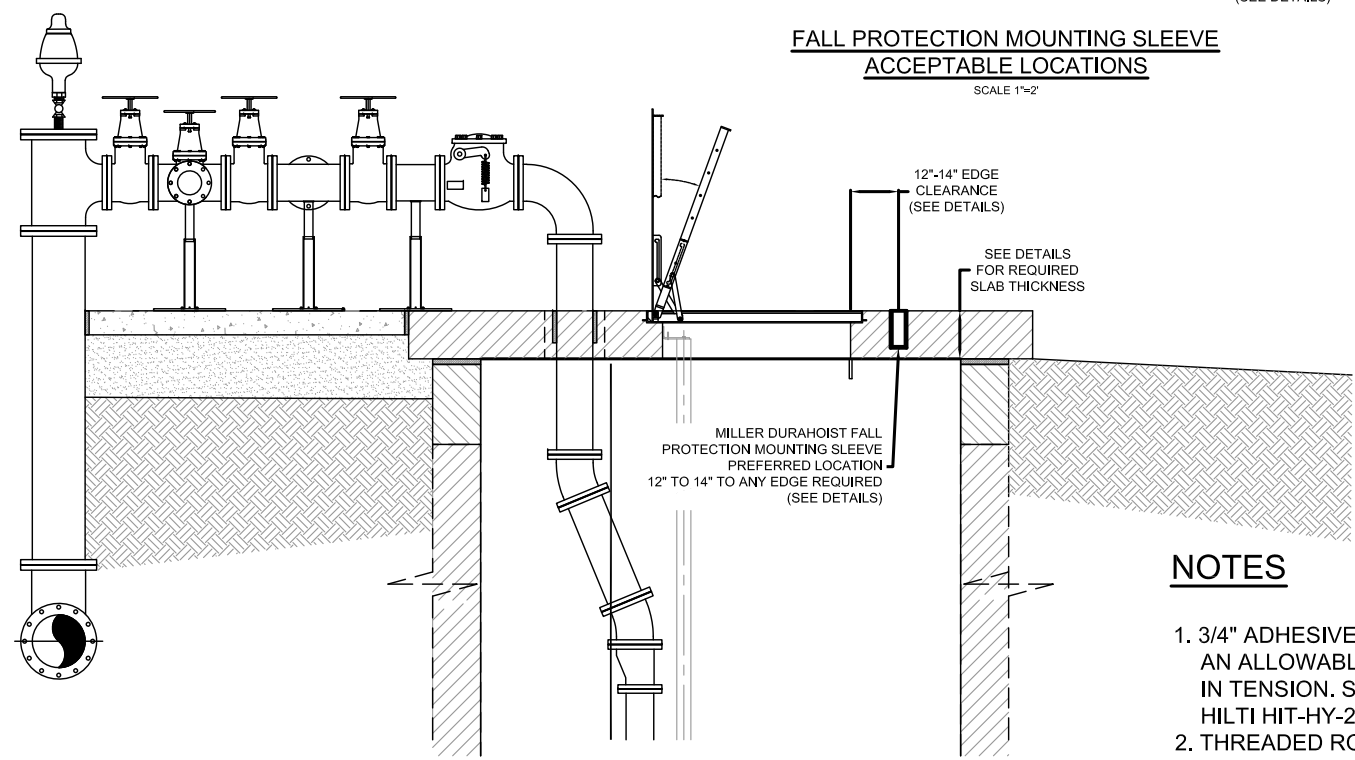 (SEE DETAILS)
FALL PROTECTION MOUNTING SLEEVE
ACCEPTABLE LOCATIONS
SCALE 1"=2'
12"-14" EDGE
CLEARANCE
(SEE DETAILS)
SEE DETAILS
FOR REQUIRED
SLAB THICKNESS
MILLER DURAHOIST FALL
PROTECTION MOUNTING SLEEVE
PREFERRED LOCATION
12" TO 14" TO ANY EDGE REQUIRED
(SEE DETAILS)
NOTES
1. 3/4" ADHESIVE
AN ALLOWABL
IN TENSION. S
HILTI HIT-HY-2
2. THREADED RO